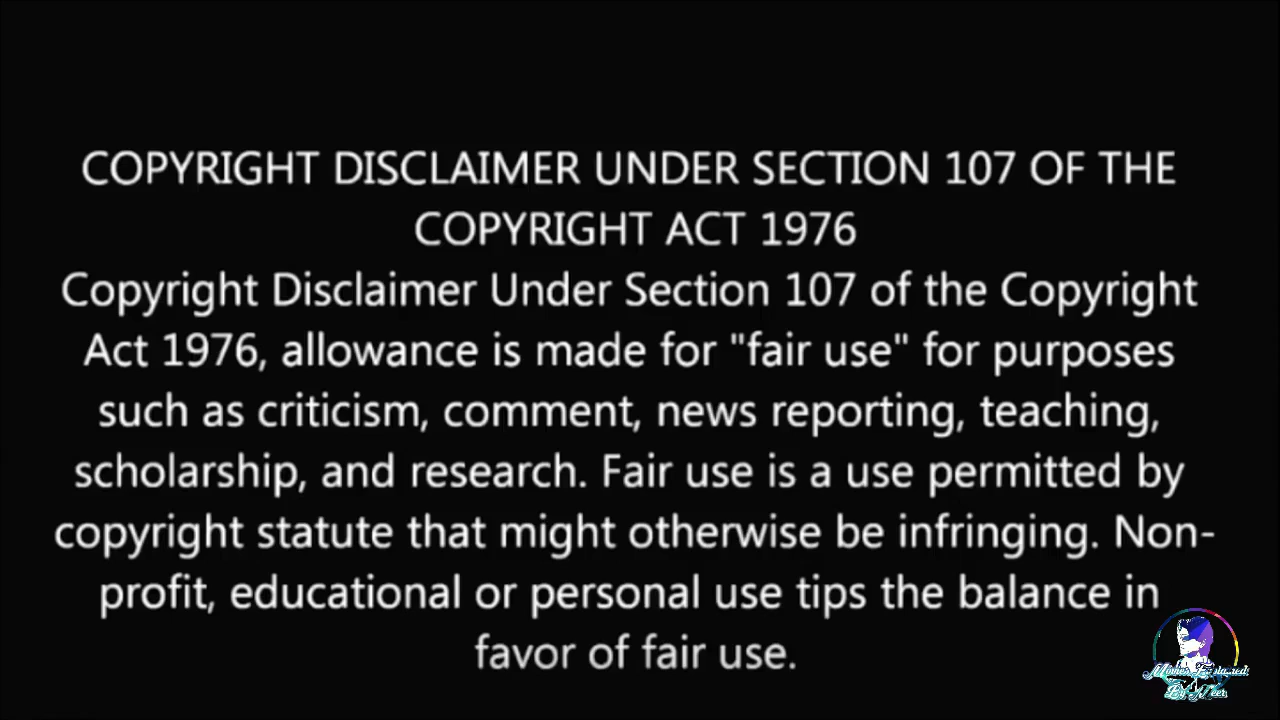 COPYRIGHT DISCLAIMER UNDER SECTION 107 OF THE
COPYRIGHT ACT 1976
Copyright Disclaimer Under Section 107 of the Copyright
Act 1976, allowance is made for "fair use" for purposes
such as criticism, comment, news reporting, teaching,
scholarship, and research. Fair use is a use permitted by
copyright statute that might otherwise be infringing. Non-
profit, educational or personal use tips the balance in
favor of fair use.
Movies
By